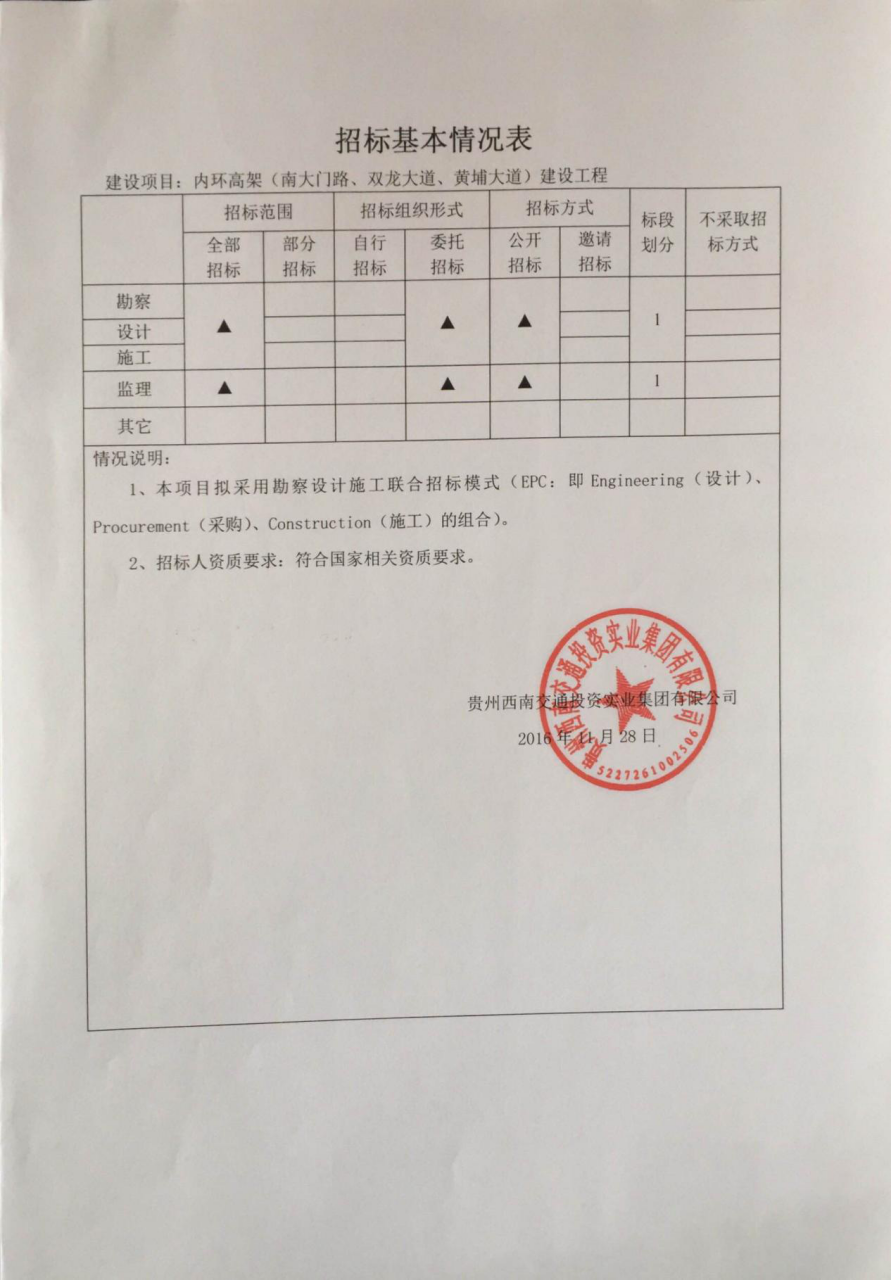 招标基本情况表
建设项目：内环高架（南大门路、双龙大道、黄埔大道）建设工程
招标范围 招标组织形式 招标方式 标段划分 不采取招标方式
全部招标 部分招标 自行招标 委托招标 公开招标 邀请招标
勘察
设计 ▲ ▲ ▲ 1
施工
监理 ▲ ▲ ▲ 1
其它
情况说明：
1、本项目拟采用勘察设计施工联合招标模式（EPC：即 Engineering（设计）、
Procurement（采购）、Construction（施工）的组合）。
2、招标人资质要求：符合国家相关资质要求。
贵州西南交通投资实业集团有限公司
2016 年 11 月 28 日
贵州西南交通投资实业集团有限公司
5227261002506